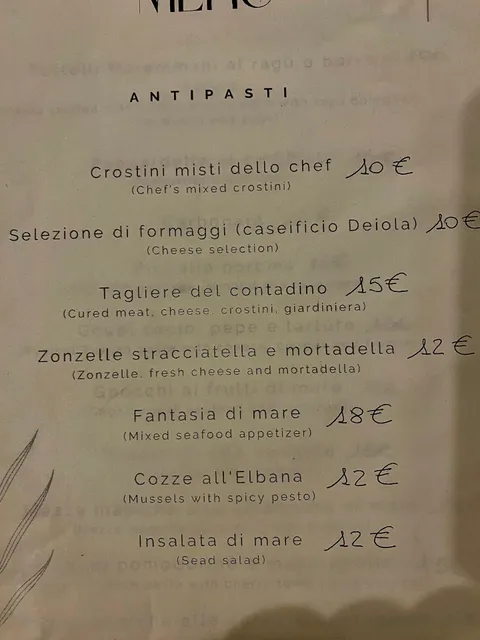 ANTIPASTI
Crostini misti dello chef 10 €
(Chef's mixed crostini)
Selezione di formaggi (caseificio Deiola) 10 €
(Cheese selection)
Tagliere del contadino 15 €
(Cured meat, cheese, crostini, giardiniera)
Zonzelle stracciatella e mortadella 12 €
(Zonzelle, fresh cheese and mortadella)
Fantasia di mare 18 €
(Mixed seafood appetizer)
Cozze all'Elbana 12 €
(Mussels with spicy pesto)
Insalata di mare 12 €
(Sead salad)